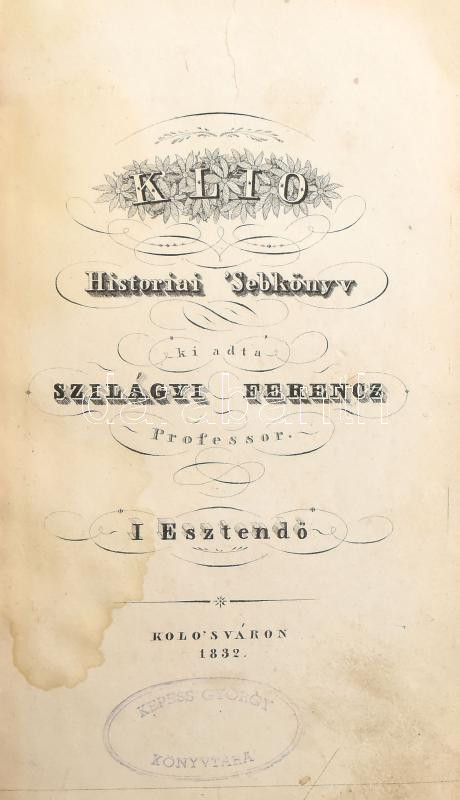 KLIO
Historiai 'Sebkönyv
ki adta
SZILÁGYI FERENCZ
Professor.
I Esztendő
KOLO'SVÁRON
1832.
KEPESS GYÖRGY
KÖNYVTÁRA